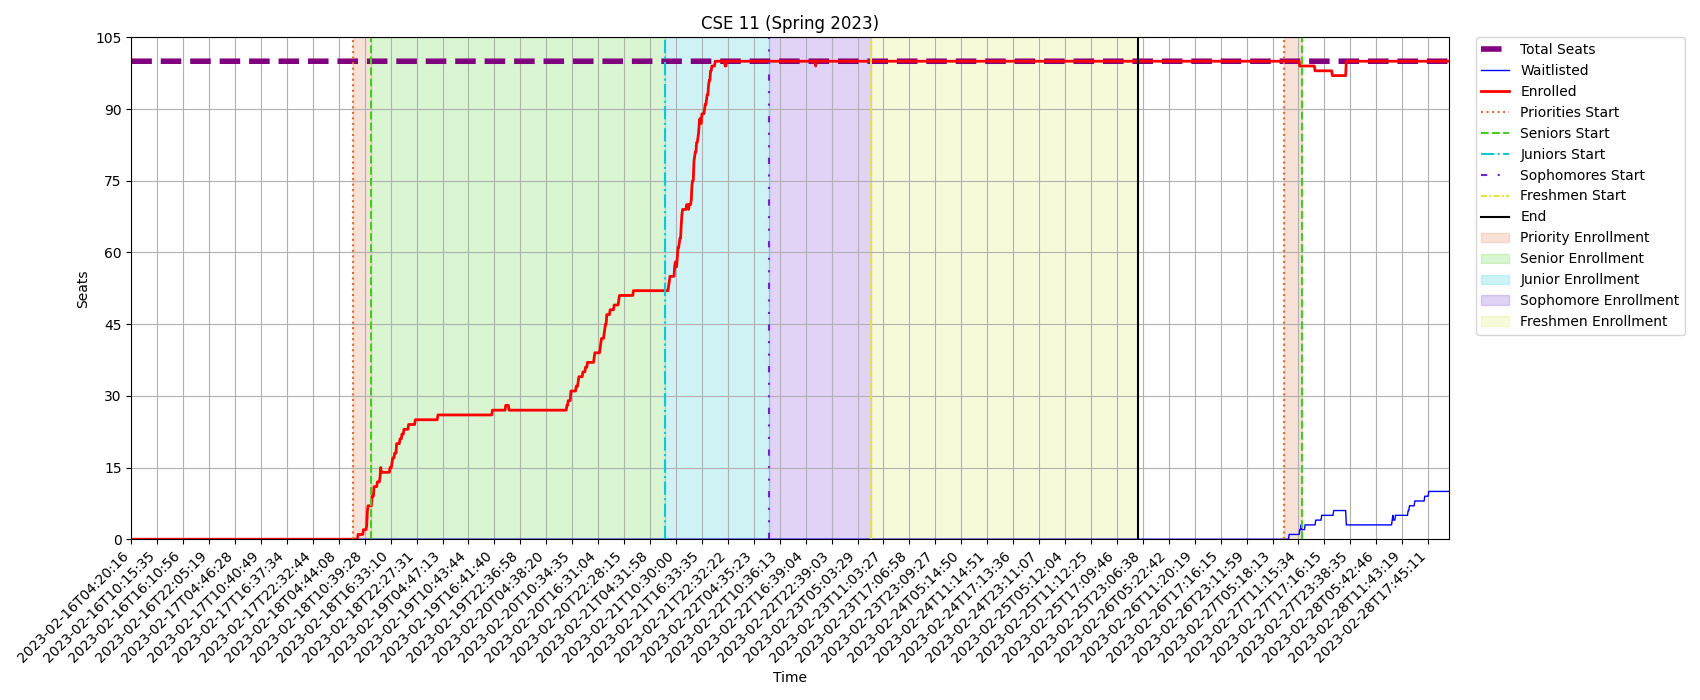 CSE 11 (Spring 2023)
105
90
75
60
45
30
15
0
Seats
2023-02-16T04:20:16
2023-02-16T10:15:35
2023-02-16T16:10:56
2023-02-16T22:05:19
2023-02-17T04:46:28
2023-02-17T10:40:49
2023-02-17T16:37:34
2023-02-17T22:32:44
2023-02-18T04:44:08
2023-02-18T10:39:28
2023-02-18T16:33:10
2023-02-18T22:27:31
2023-02-19T04:47:13
2023-02-19T10:43:44
2023-02-19T16:41:40
2023-02-19T22:36:58
2023-02-20T04:38:20
2023-02-20T10:34:35
2023-02-20T16:31:04
2023-02-20T22:28:15
2023-02-21T04:31:58
2023-02-21T10:30:00
2023-02-21T16:33:35
2023-02-21T22:32:22
2023-02-22T04:35:23
2023-02-22T10:36:13
2023-02-22T16:39:04
2023-02-22T22:39:03
2023-02-23T05:03:29
2023-02-23T11:03:27
2023-02-23T17:06:58
2023-02-23T23:09:27
2023-02-24T05:14:50
2023-02-24T11:14:51
2023-02-24T17:13:36
2023-02-24T23:11:07
2023-02-25T05:12:04
2023-02-25T11:12:25
2023-02-25T17:09:46
2023-02-25T23:06:38
2023-02-26T05:22:42
2023-02-26T11:20:19
2023-02-26T17:16:15
2023-02-26T23:11:59
2023-02-27T05:18:13
2023-02-27T11:15:34
2023-02-27T17:16:15
2023-02-27T23:38:35
2023-02-28T05:42:46
2023-02-28T11:43:19
2023-02-28T17:45:11
Time
Total Seats
Waitlisted
Enrolled
Priorities Start
Seniors Start
Juniors Start
Sophomores Start
Freshmen Start
End
Priority Enrollment
Senior Enrollment
Junior Enrollment
Sophomore Enrollment
Freshmen Enrollment